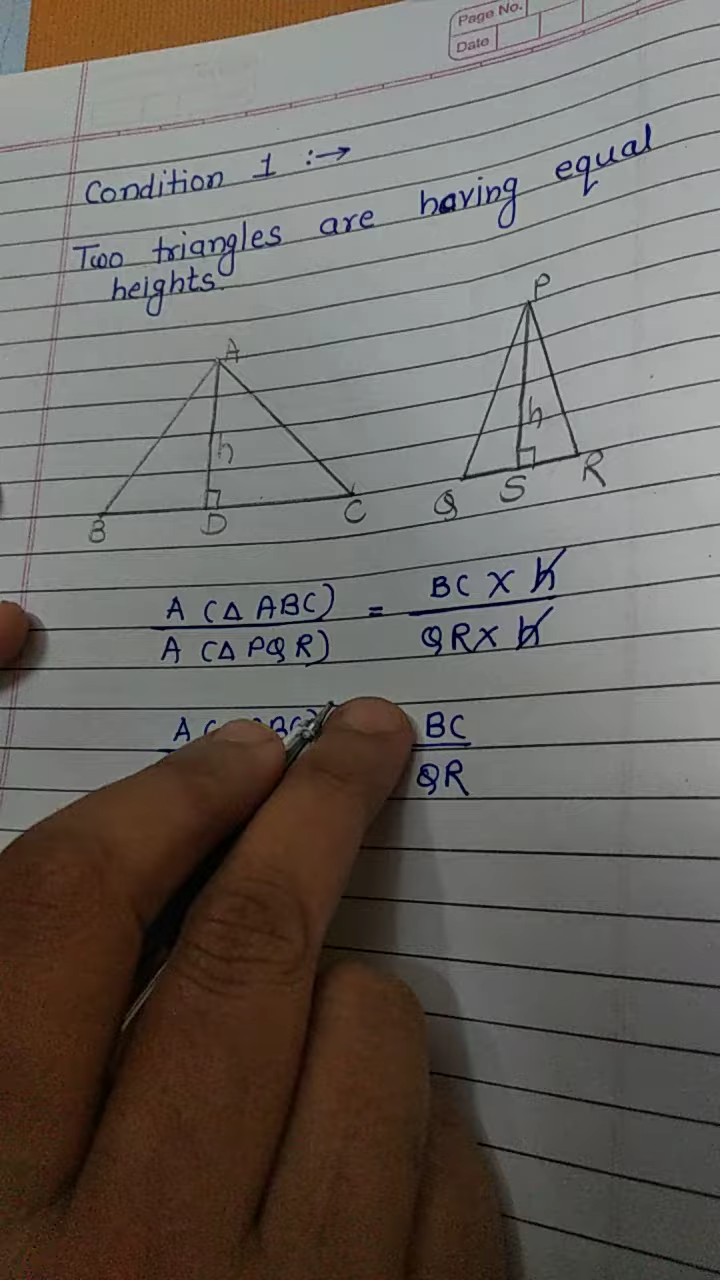 Page No.
Date
Condition 1 :→
Two triangles are having equal
heights.
A
P
h
h
B
D
C
Q
S
R
A (Δ ABC) / A (Δ PQR) = BC × h / QR × h
BC / QR